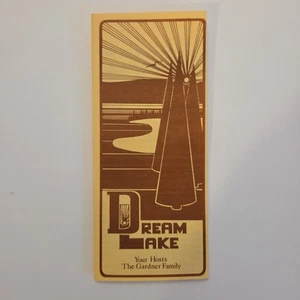 DREAM
LAKE
Your Hosts
The Gardner Family